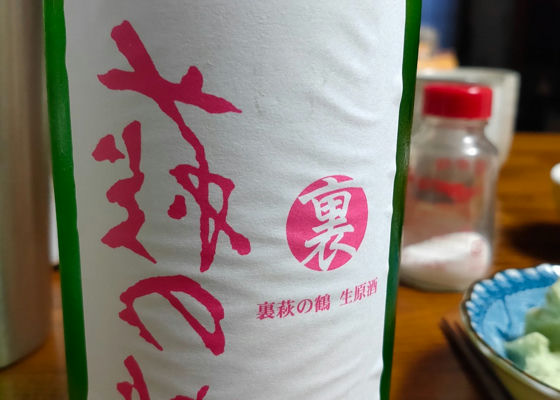 萩の
裏
裏萩の鶴 生原酒